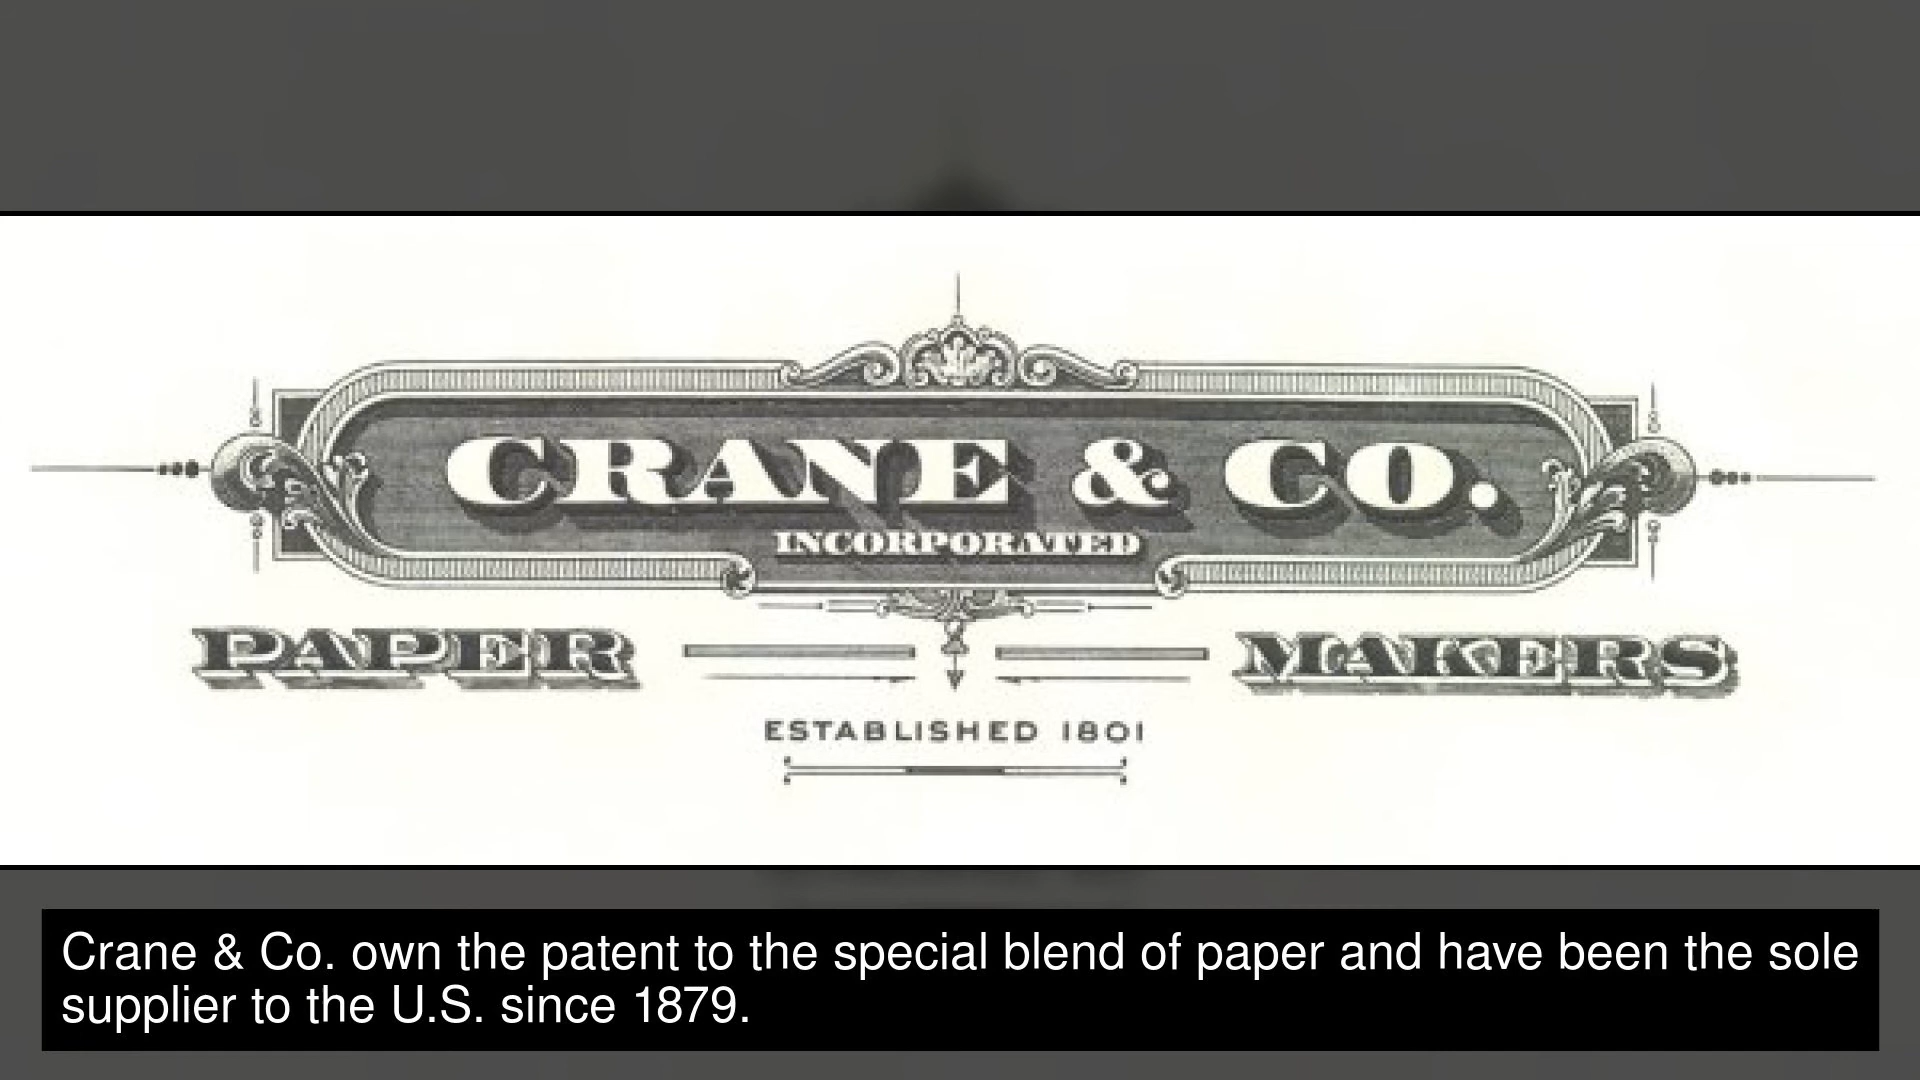 CRANE & CO.
INCORPORATED
PAPER MAKERS
ESTABLISHED 1801
Crane & Co. own the patent to the special blend of paper and have been the sole
supplier to the U.S. since 1879.